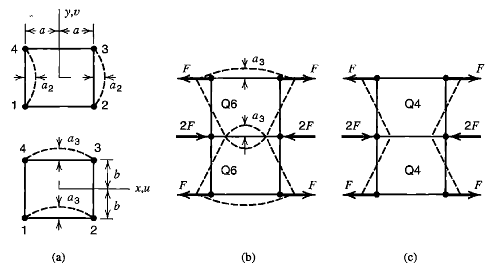 y,v
a a
4 3
a2 a2
1 2
4 3
a3
b
x,u
a3 b
1 2
(a)
F a3 F
Q6
2F a3 2F
Q6
F F
(b)
F F
Q4
2F 2F
Q4
F F
(c)